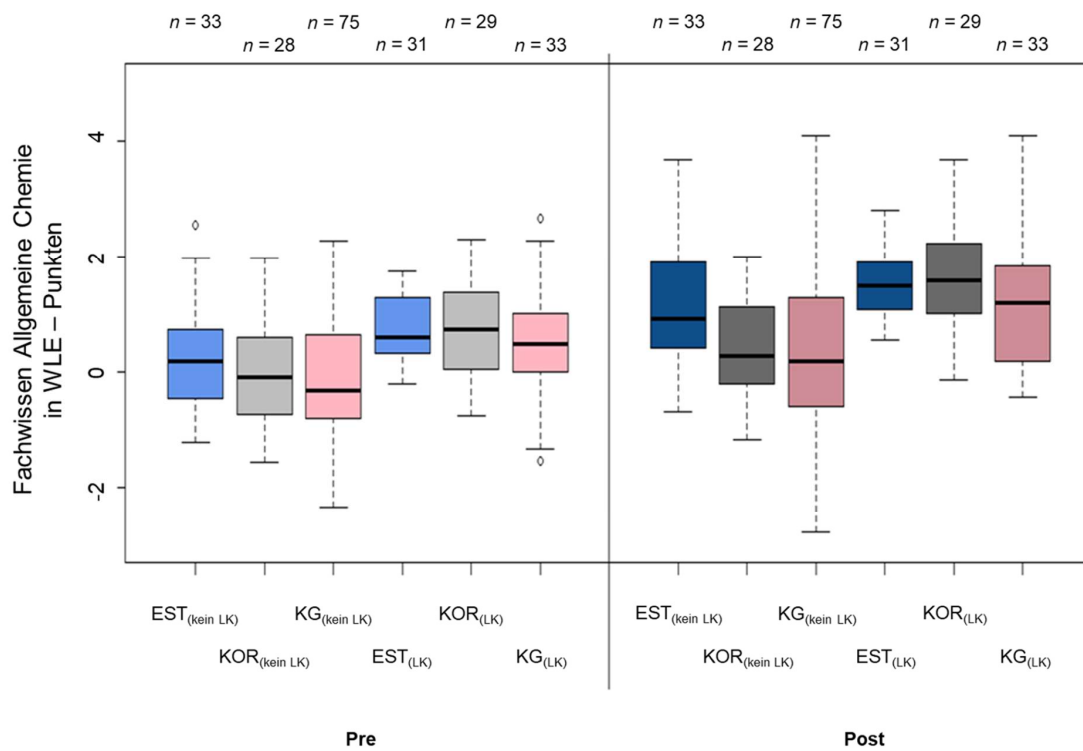 n = 33 n = 75 n = 29 n = 33 n = 75 n = 29
n = 28 n = 31 n = 33 n = 28 n = 31 n = 33
Fachwissen Allgemeine Chemie
in WLE – Punkten
4
2
0
-2
EST(kein LK) KG(kein LK) KOR(LK) EST(kein LK) KG(kein LK) KOR(LK)
KOR(kein LK) EST(LK) KG(LK) KOR(kein LK) EST(LK) KG(LK)
Pre Post